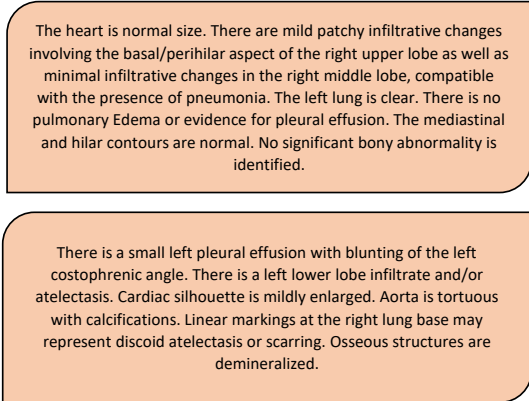 The heart is normal size. There are mild patchy infiltrative changes
involving the basal/perihilar aspect of the right upper lobe as well as
minimal infiltrative changes in the right middle lobe, compatible
with the presence of pneumonia. The left lung is clear. There is no
pulmonary Edema or evidence for pleural effusion. The mediastinal
and hilar contours are normal. No significant bony abnormality is
identified.
There is a small left pleural effusion with blunting of the left
costophrenic angle. There is a left lower lobe infiltrate and/or
atelectasis. Cardiac silhouette is mildly enlarged. Aorta is tortuous
with calcifications. Linear markings at the right lung base may
represent discoid atelectasis or scarring. Osseous structures are
demineralized.